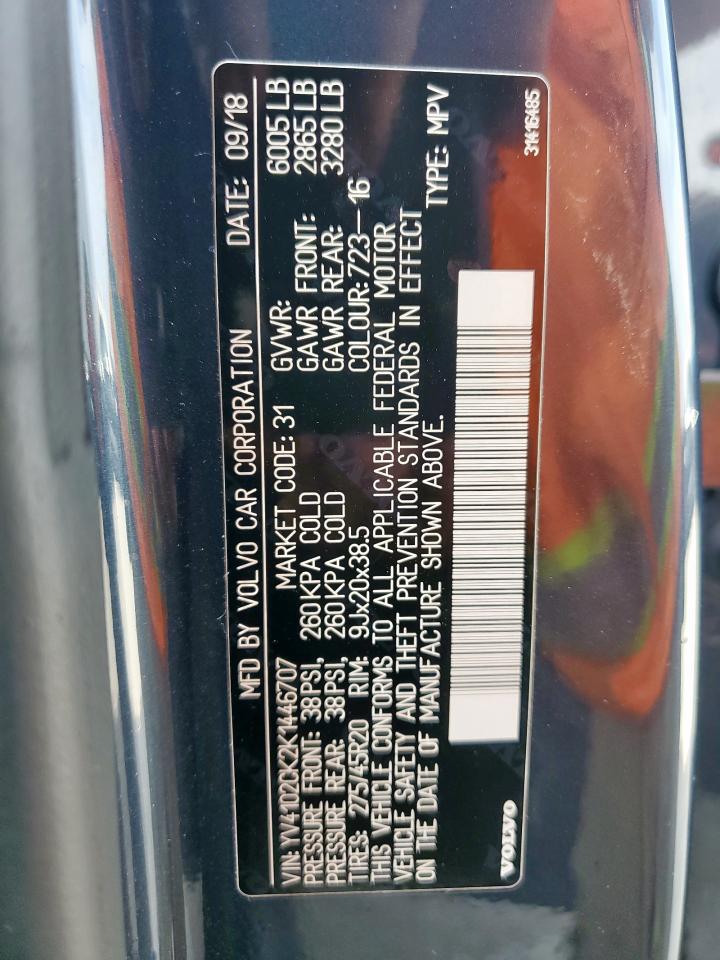 MFD BY VOLVO CAR CORPORATION DATE: 09/18
VIN: YV4102CK2K1446707 MARKET CODE: 31 GVWR: 6005 LB
PRESSURE FRONT: 38PSI, 260KPA COLD GAWR FRONT: 2865 LB
PRESSURE REAR: 38PSI, 260KPA COLD GAWR REAR: 3280 LB
TIRES: 275/45R20 RIM: 9Jx20x38.5 COLOUR: 723-16
THIS VEHICLE CONFORMS TO ALL APPLICABLE FEDERAL MOTOR
VEHICLE SAFETY AND THEFT PREVENTION STANDARDS IN EFFECT
ON THE DATE OF MANUFACTURE SHOWN ABOVE. TYPE: MPV
VOLVO 31416485